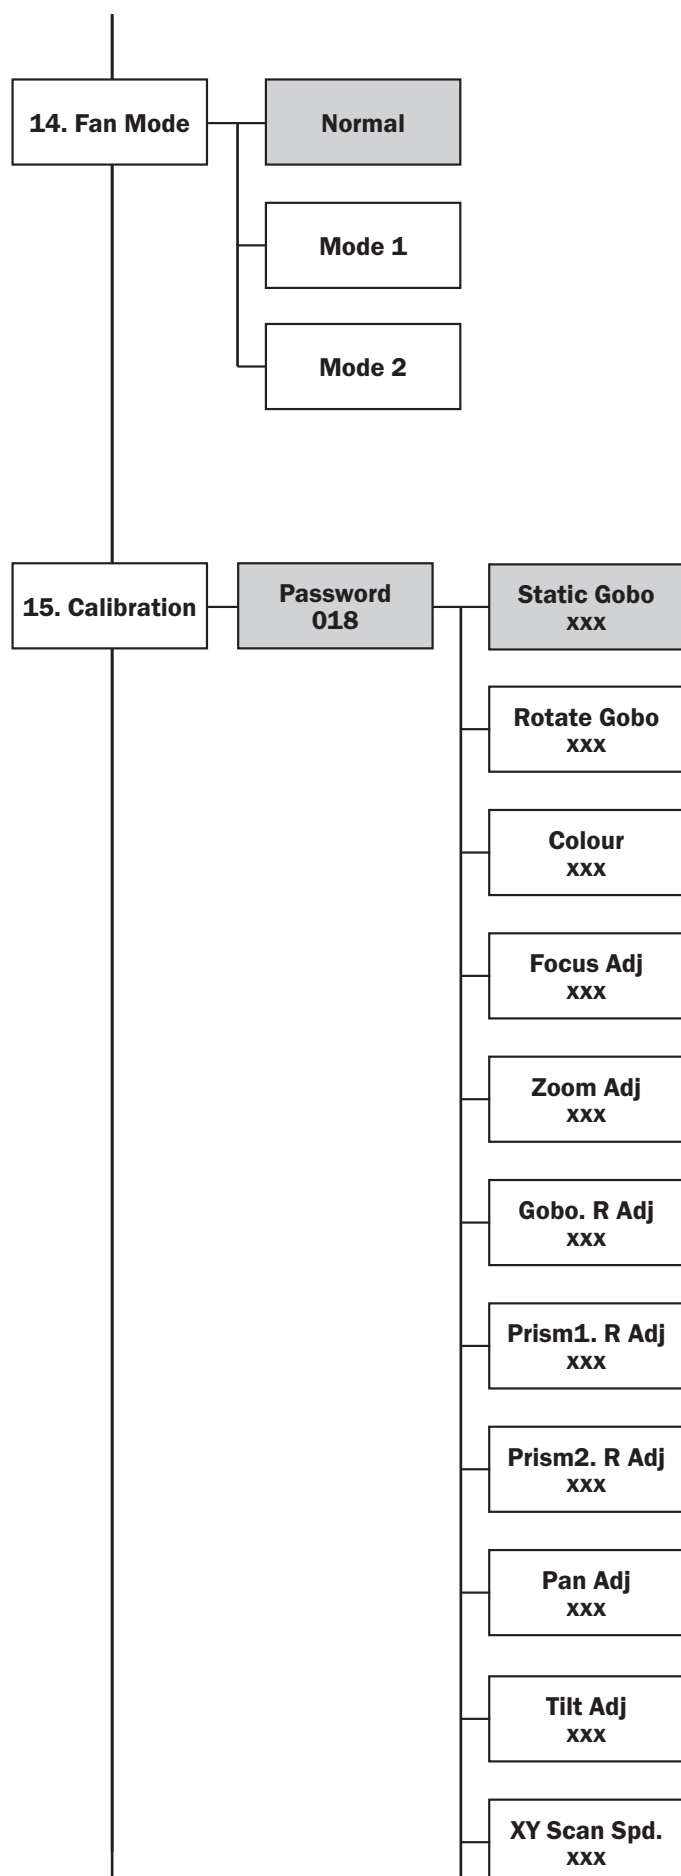 14. Fan Mode
Normal
Mode 1
Mode 2
15. Calibration
Password
018
Static Gobo
xxx
Rotate Gobo
xxx
Colour
xxx
Focus Adj
xxx
Zoom Adj
xxx
Gobo. R Adj
xxx
Prism1. R Adj
xxx
Prism2. R Adj
xxx
Pan Adj
xxx
Tilt Adj
xxx
XY Scan Spd.
xxx